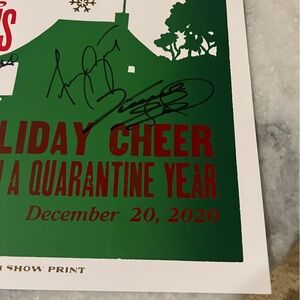 S
LIDAY CHEER
A QUARANTINE YEAR
December 20, 2020
SHOW PRINT